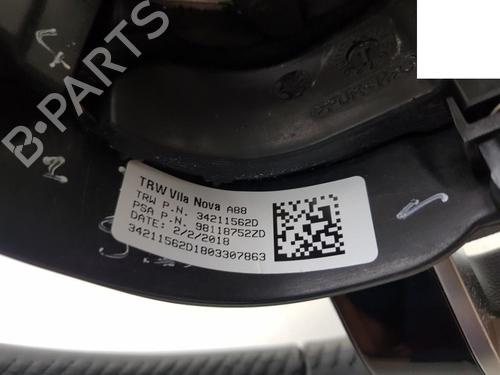 B-PARTS
TRW Vila Nova A88
TRW P.N. 34211562D
PSA P.N. 98118752ZD
DATE: 2/2/2018
34211562D1803307863